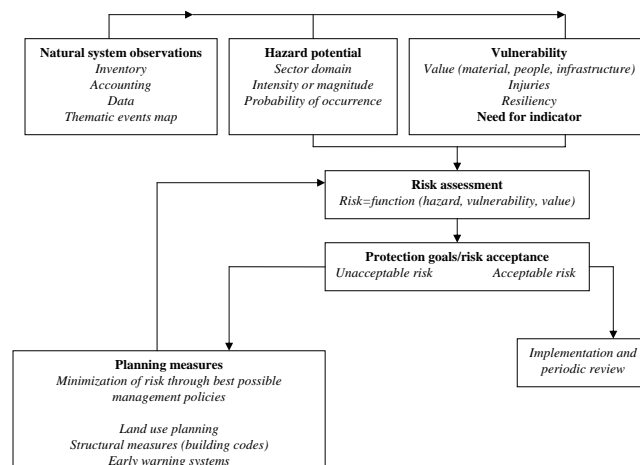 Natural system observations
Inventory
Accounting
Data
Thematic events map
Hazard potential
Sector domain
Intensity or magnitude
Probability of occurrence
Vulnerability
Value (material, people, infrastructure)
Injuries
Resiliency
Need for indicator
Risk assessment
Risk=function (hazard, vulnerability, value)
Protection goals/risk acceptance
Unacceptable risk Acceptable risk
Planning measures
Minimization of risk through best possible
management policies
Land use planning
Structural measures (building codes)
Early warning systems
Implementation and
periodic review